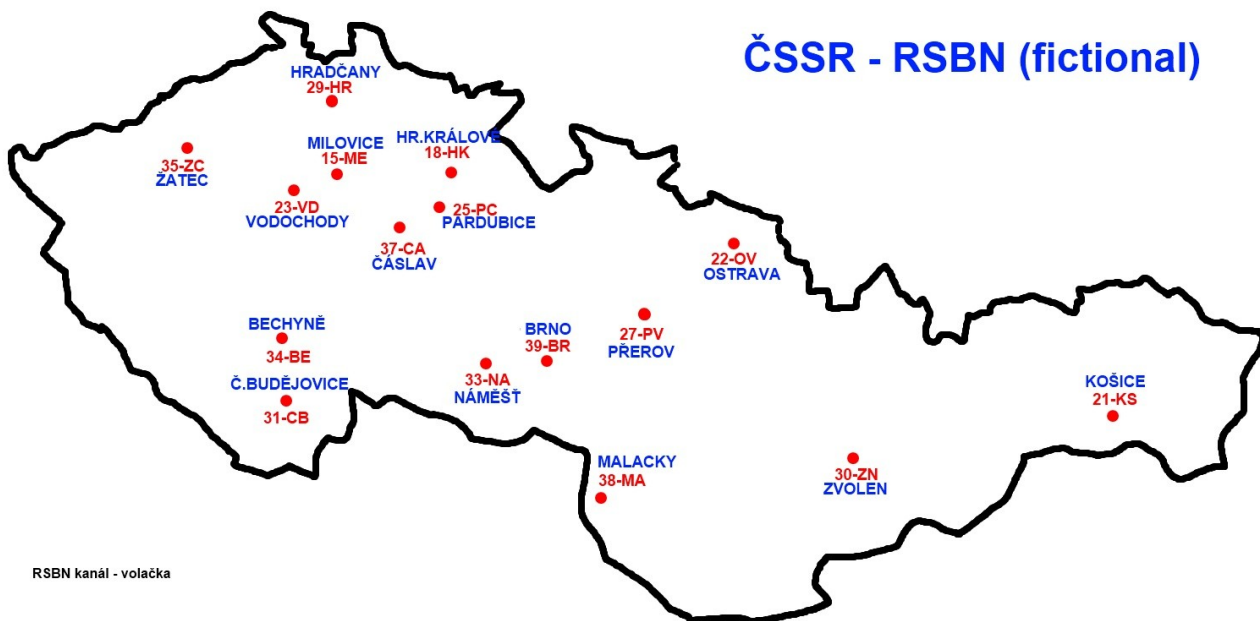 ČSSR - RSBN (fictional)
HRADČANY
29-HR
MILOVICE
15-ME
HR.KRÁLOVÉ
18-HK
35-ZC
ŽATEC
23-VD
VODOCHODY
25-PC
PARDUBICE
37-CA
ČÁSLAV
22-OV
OSTRAVA
BECHYNĚ
34-BE
BRNO
39-BR
27-PV
PŘEROV
Č.BUDĚJOVICE
31-CB
33-NA
NÁMĚŠŤ
KOŠICE
21-KS
MALACKY
38-MA
30-ZN
ZVOLEN
RSBN kanál - volačka